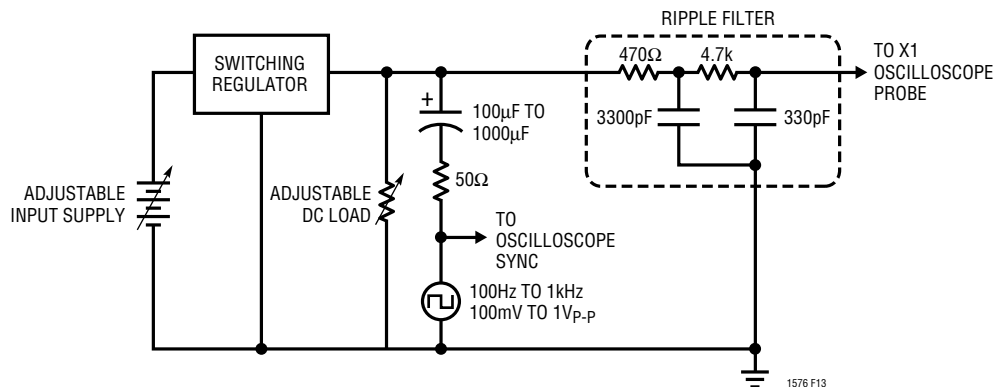 RIPPLE FILTER
SWITCHING
REGULATOR
470Ω
4.7k
TO X1
OSCILLOSCOPE
PROBE
+
100µF TO
1000µF
3300pF
330pF
ADJUSTABLE
INPUT SUPPLY
ADJUSTABLE
DC LOAD
50Ω
TO
OSCILLOSCOPE
SYNC
100Hz TO 1kHz
100mV TO 1VP-P
1576 F13